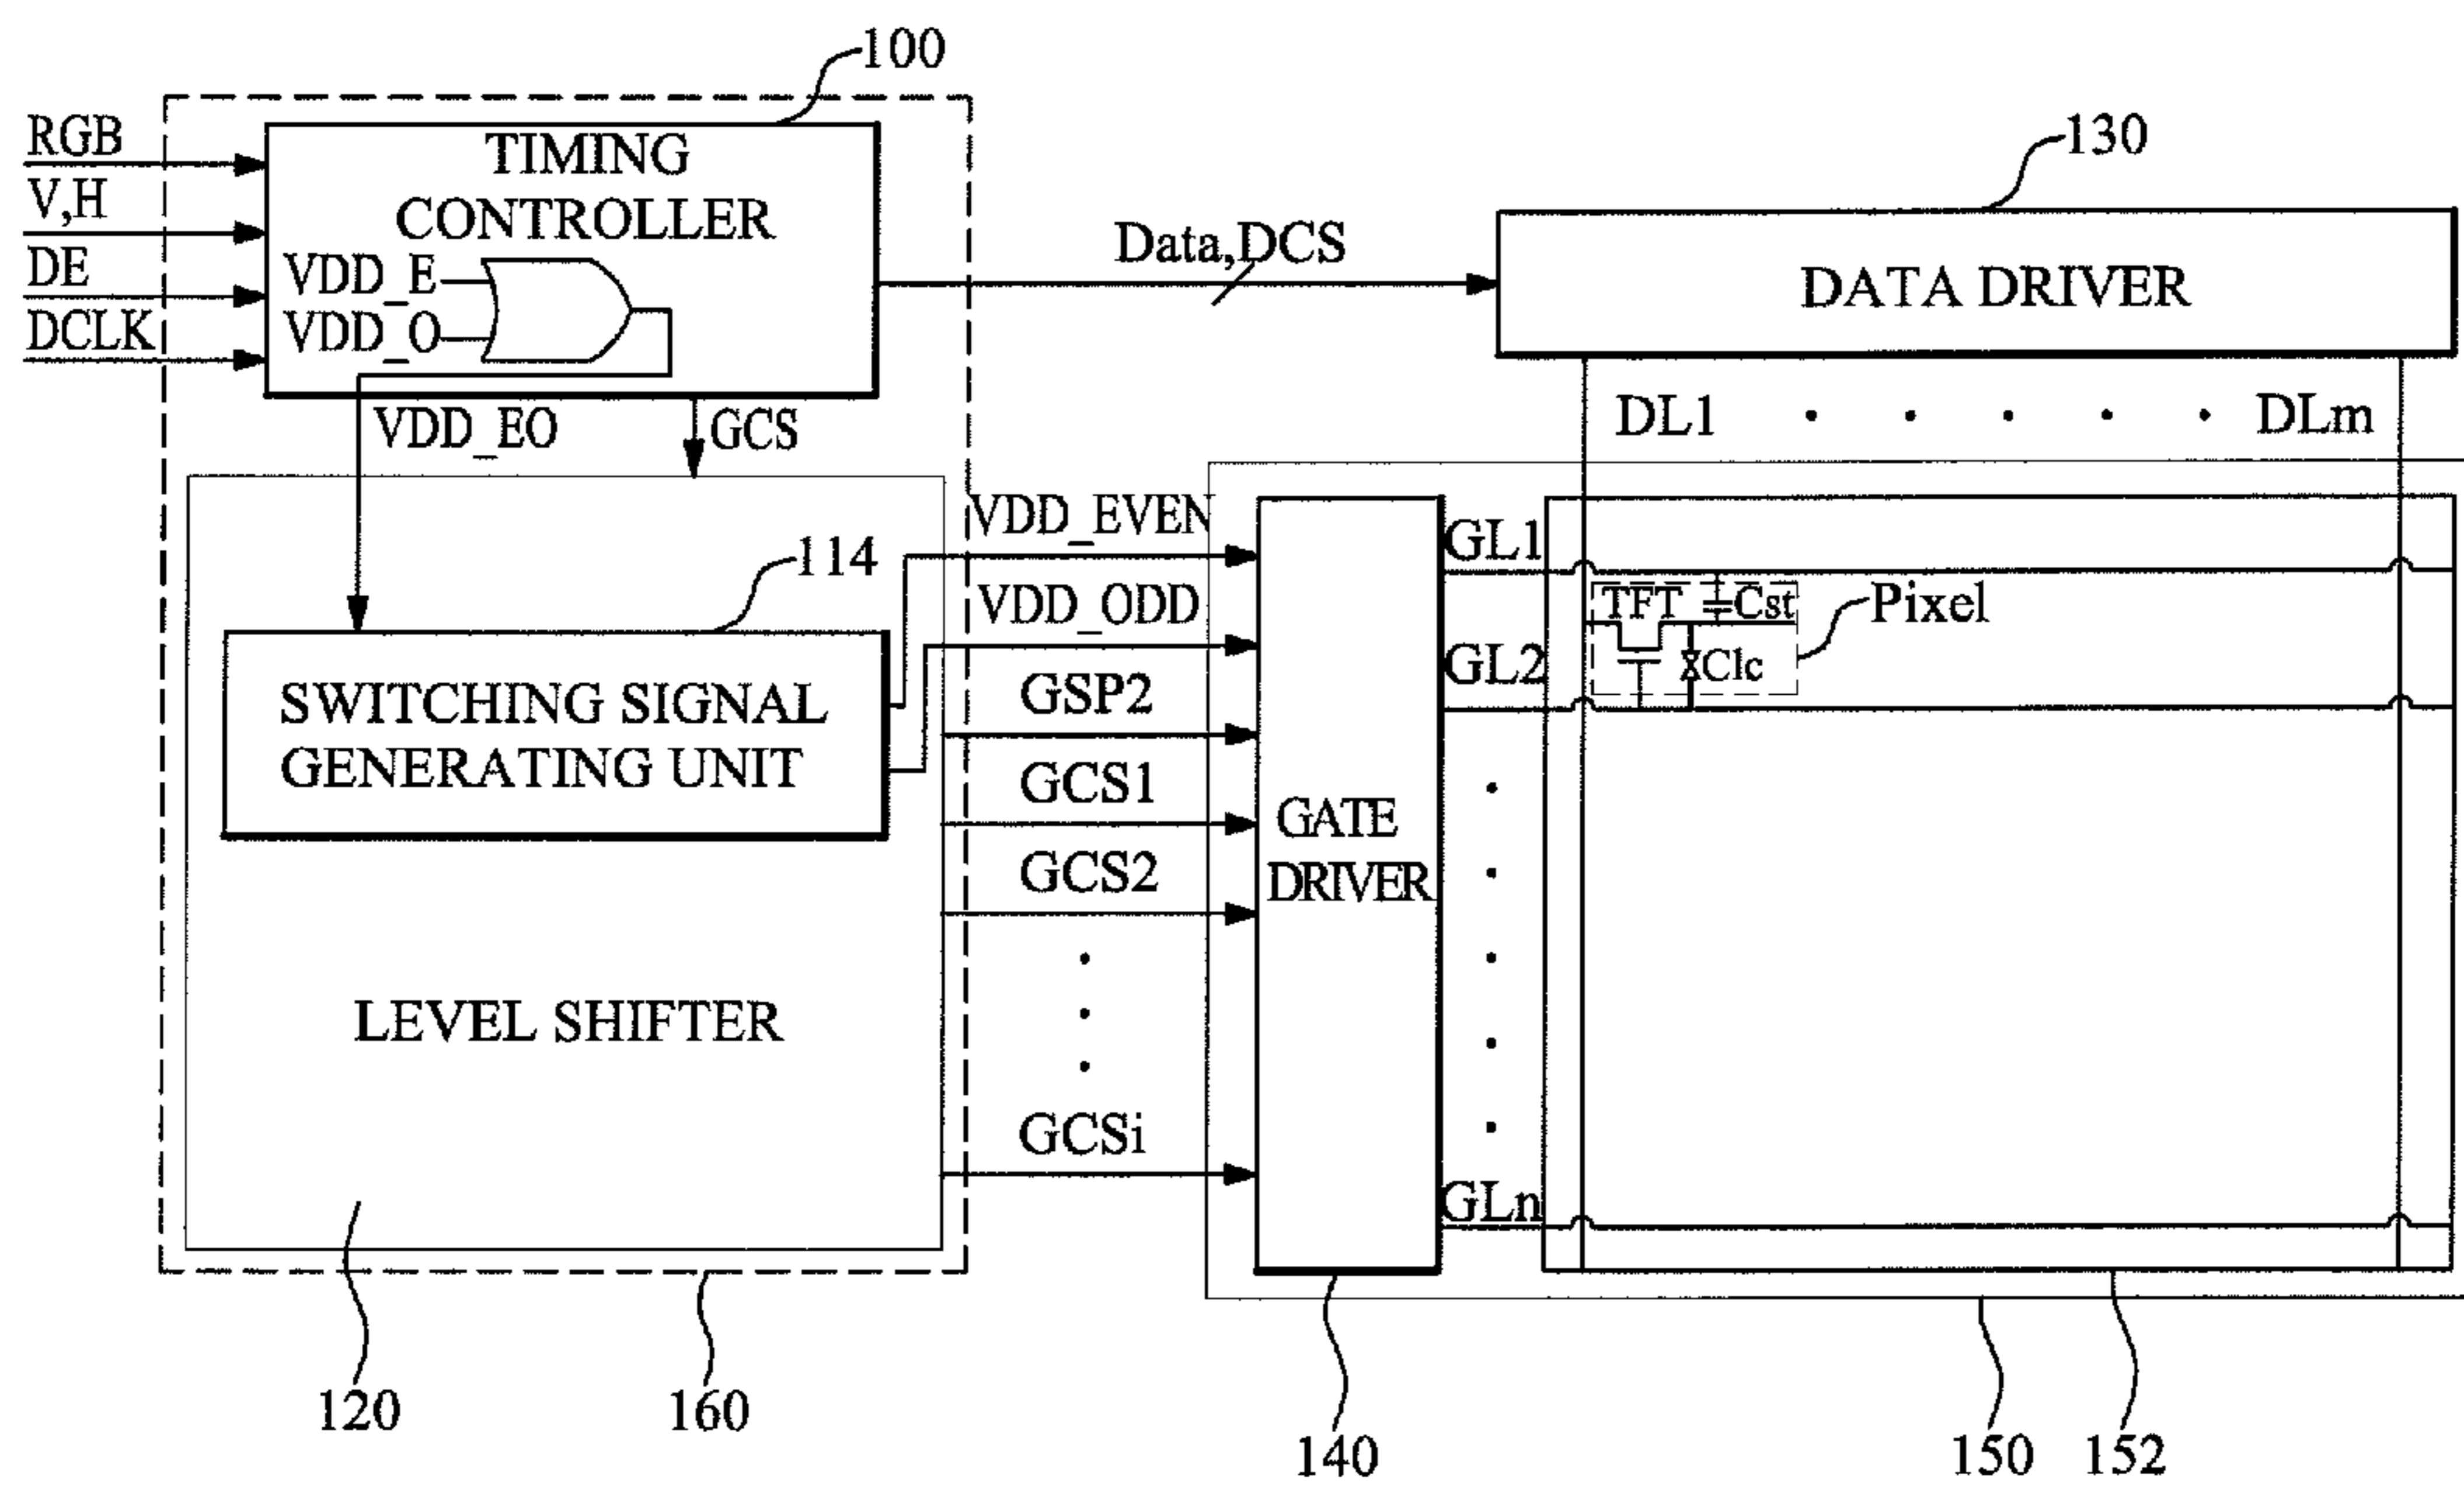 100
RGB
V,H
DE
DCLK
TIMING
CONTROLLER
VDD_E
VDD_O
Data,DCS
130
DATA DRIVER
VDD_EO
GCS
DL1
DLm
114
SWITCHING SIGNAL
GENERATING UNIT
LEVEL SHIFTER
VDD_EVEN
VDD_ODD
GSP2
GCS1
GCS2
GCSi
GATE
DRIVER
GL1
GL2
GLn
TFT
Cst
Clc
Pixel
120
160
140
150
152